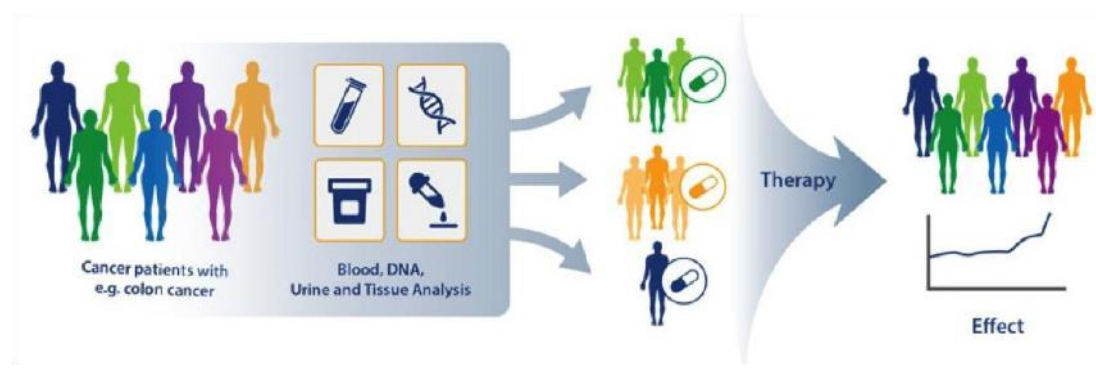 Cancer patients with
e.g. colon cancer
Blood, DNA,
Urine and Tissue Analysis
Therapy
Effect